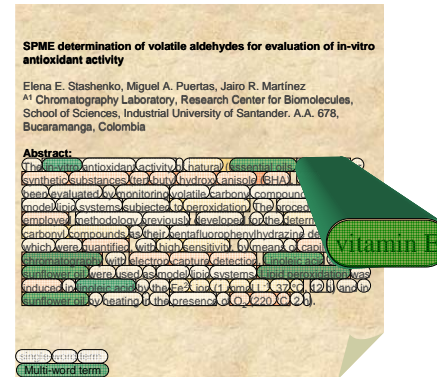 SPME determination of volatile aldehydes for evaluation of in-vitro
antioxidant activity
Elena E. Stashenko, Miguel A. Puertas, Jairo R. Martínez
A1 Chromatography Laboratory, Research Center for Biomolecules,
School of Sciences, Industrial University of Santander. A.A. 678,
Bucaramanga, Colombia
Abstract:
The in-vitro antioxidant activity of natural (essential oils
synthetic substances (tert-butyl hydroxy anisole (BHA)
been evaluated by monitoring volatile carbonyl compound
model lipid systems subjected to peroxidation. The proced
employed methodology previously developed for the determ
carbonyl compounds as their pentafluorophenylhydrazine de
which were quantified, with high sensitivity, by means of capi
chromatography with electron-capture detection. Linoleic acid
sunflower oil were used as model lipid systems. Lipid peroxidation was
induced in linoleic acid by the Fe2+ ion (1 mmol L, 37 °C, 12 h) and in
sunflower oil by heating in the presence of O2 (220 °C, 2 h).
vitamin E
single-word term
Multi-word term